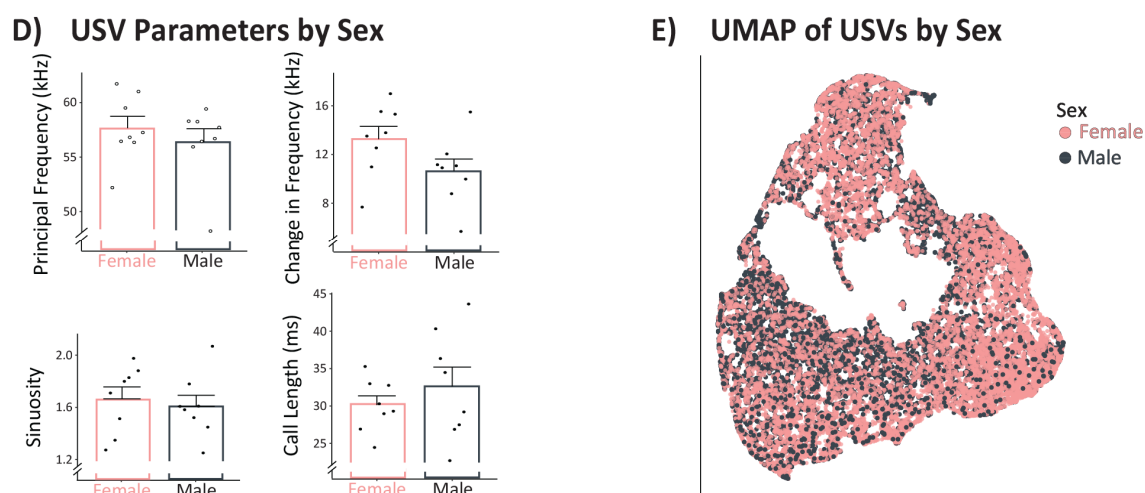 D) USV Parameters by Sex
Principal Frequency (kHz)
60
55
50
Female Male
Change in Frequency (kHz)
16
12
8
Female Male
Sinuosity
2.0
1.6
1.2
Female Male
Call Length (ms)
45
40
35
30
25
Female Male
E) UMAP of USVs by Sex
Sex
Female
Male